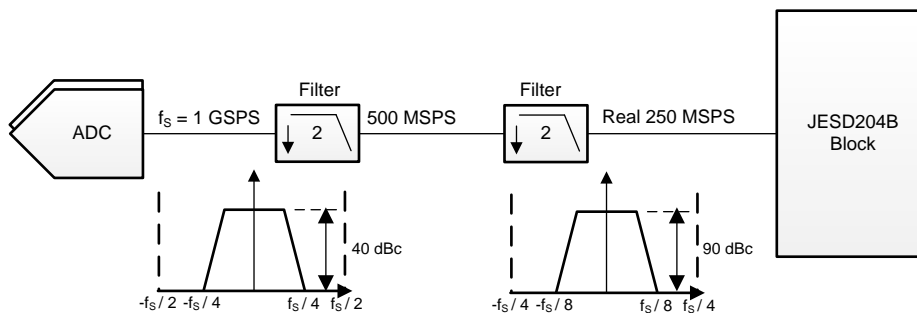 Filter
Filter
f_S = 1 GSPS
500 MSPS
Real 250 MSPS
JESD204B
Block
ADC
2
2
40 dBc
90 dBc
-f_S / 2
-f_S / 4
f_S / 4
f_S / 2
-f_S / 4
-f_S / 8
f_S / 8
f_S / 4